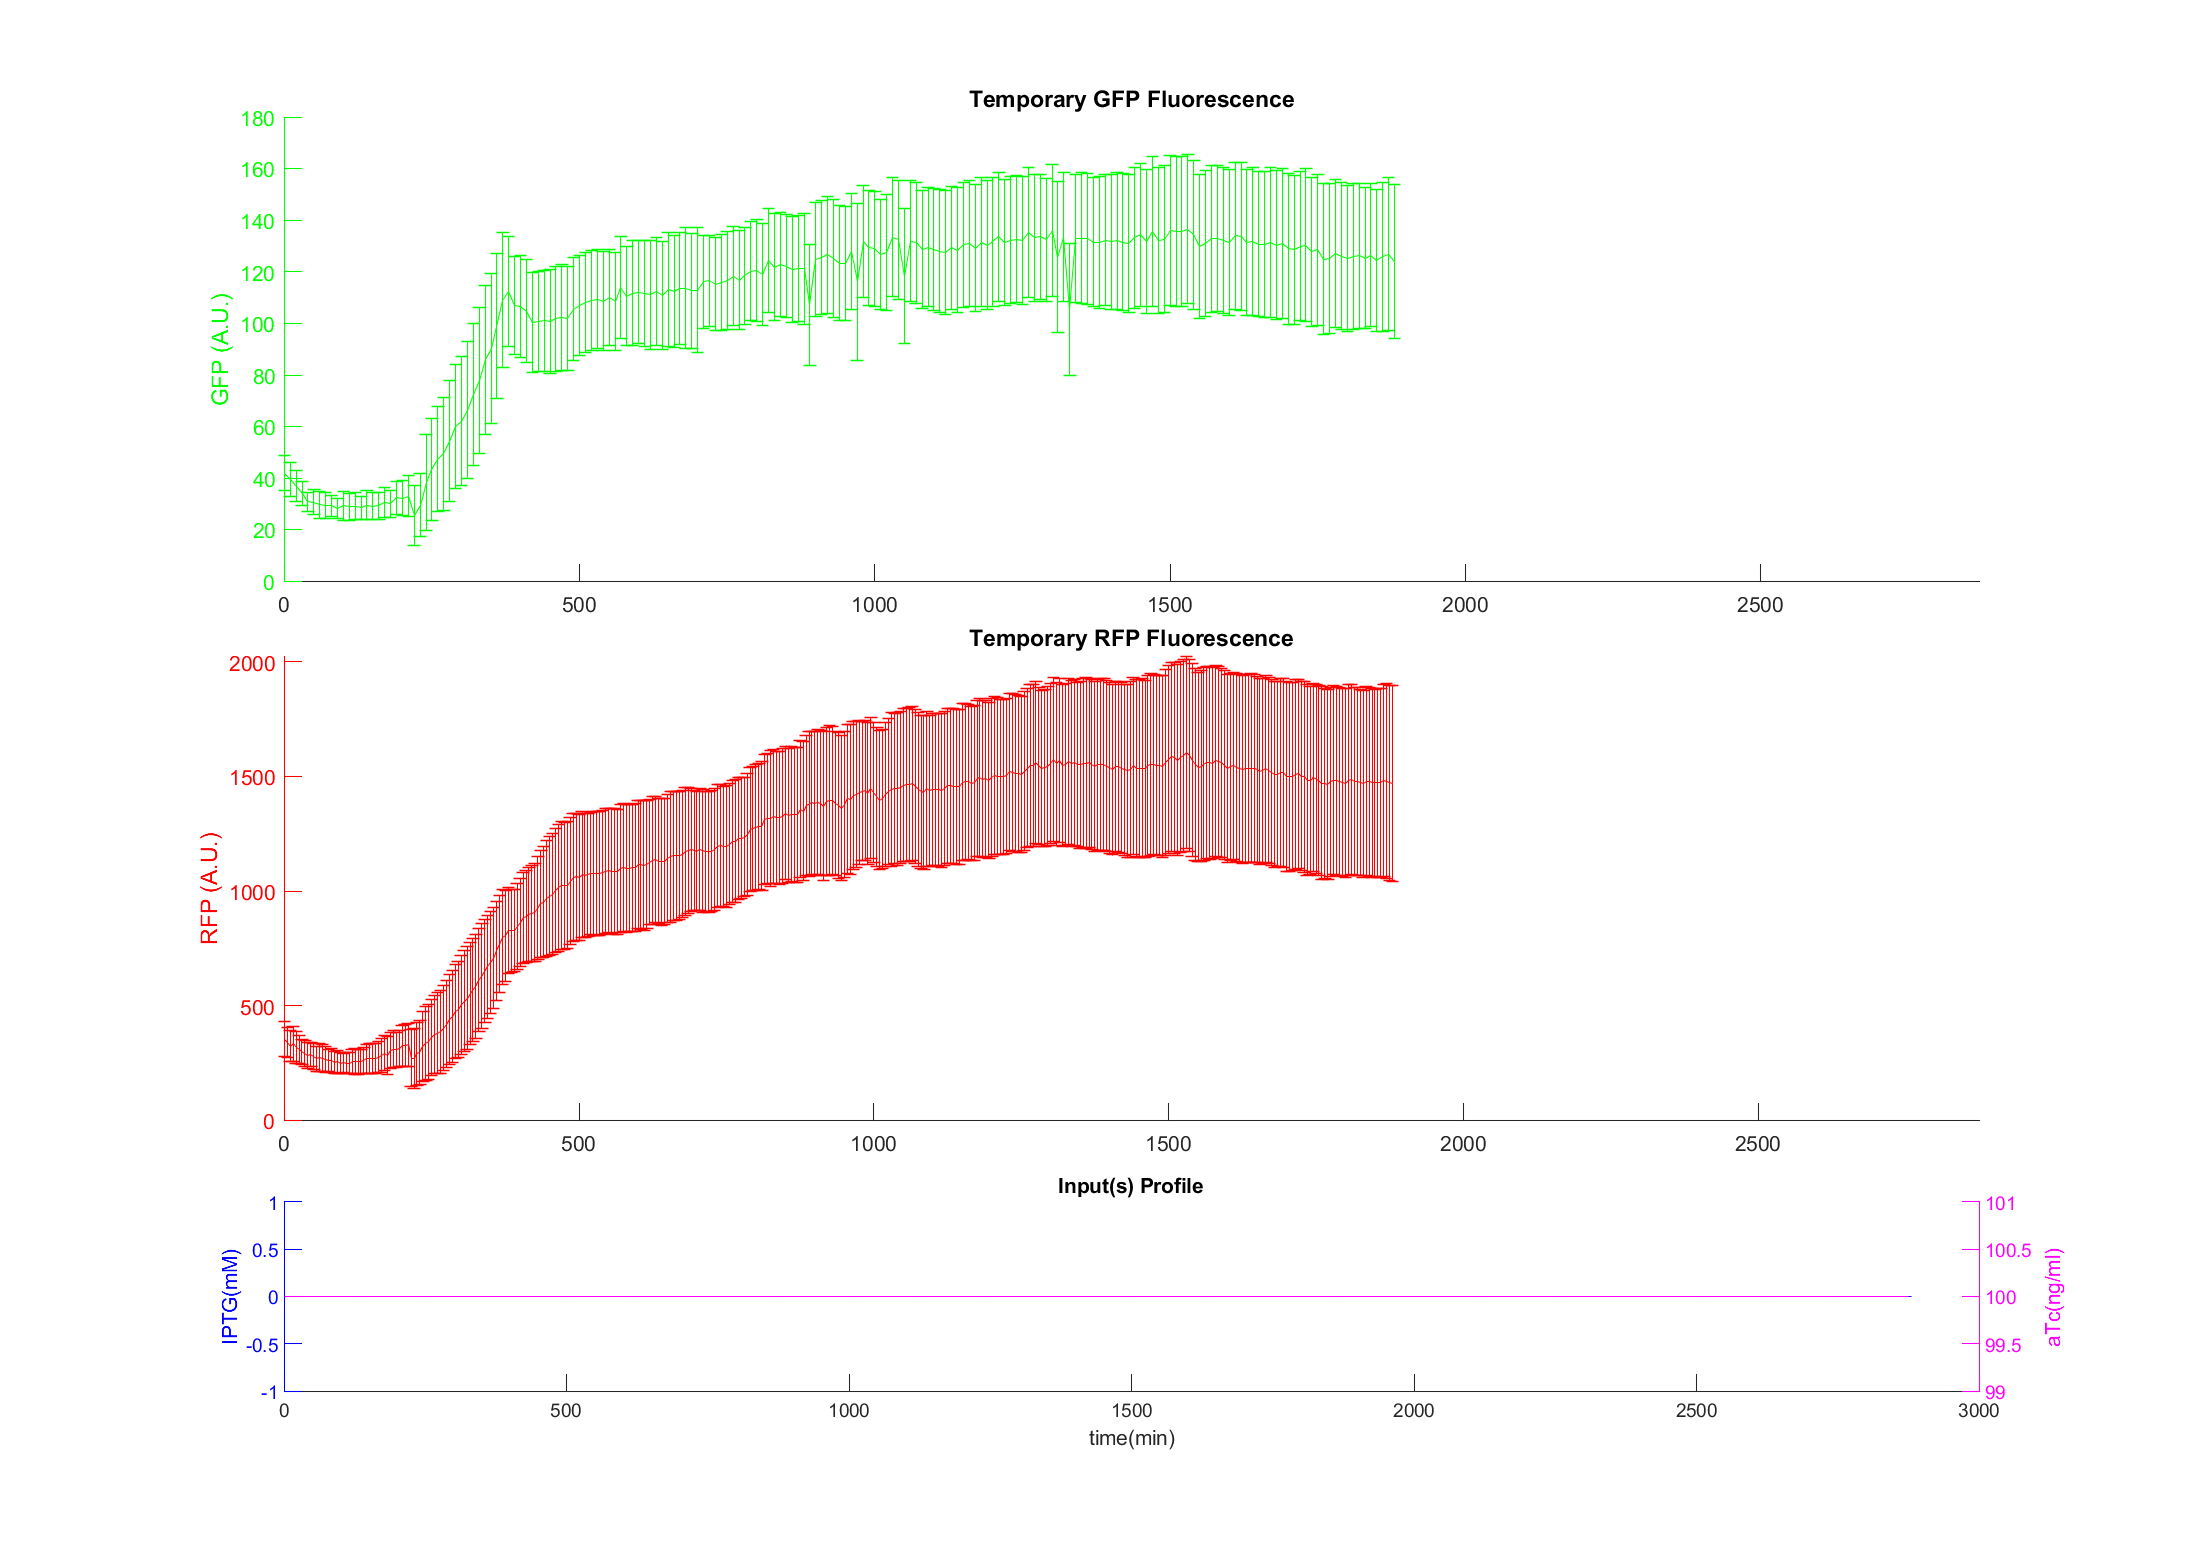 Temporary GFP Fluorescence
180
160
140
120
100
80
60
40
20
0
GFP (A.U.)
0 500 1000 1500 2000 2500
Temporary RFP Fluorescence
2000
1500
1000
500
0
RFP (A.U.)
0 500 1000 1500 2000 2500
Input(s) Profile
1
0.5
0
-0.5
-1
IPTG(mM)
101
100.5
100
99.5
99
aTc(ng/ml)
0 500 1000 1500 2000 2500 3000
time(min)